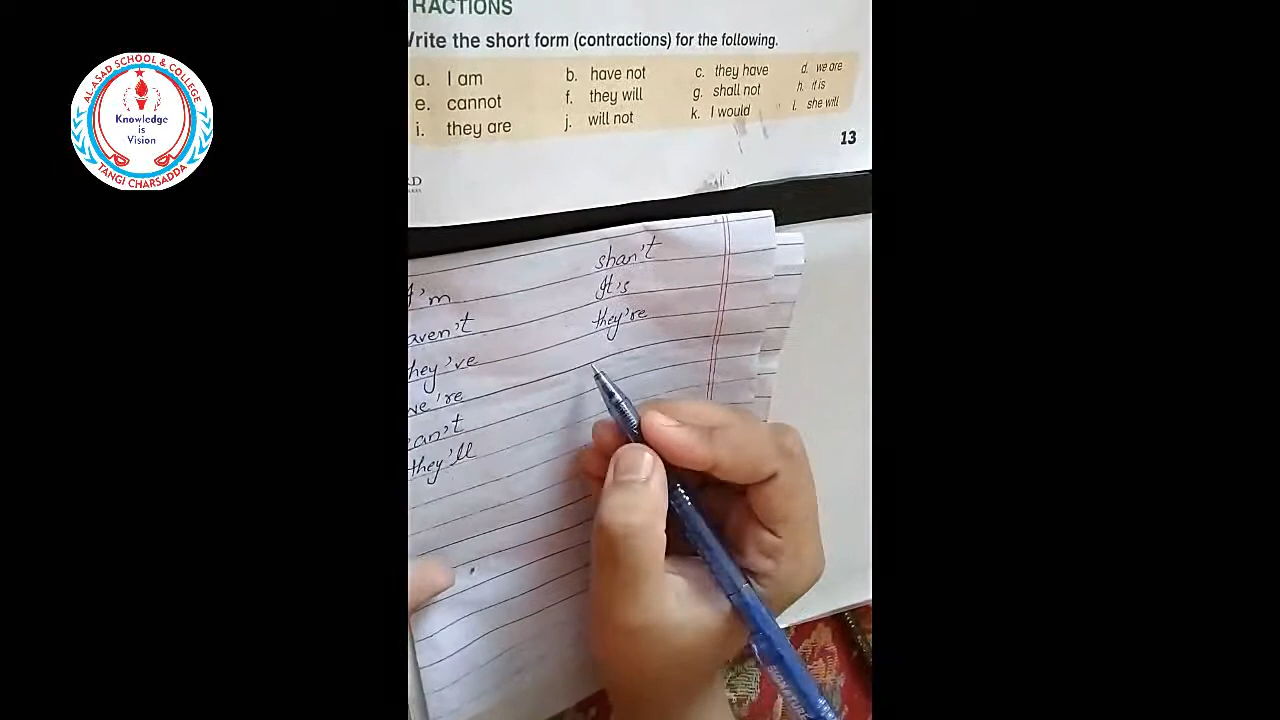 AL-ASAD SCHOOL & COLLEGE
Knowledge
is
Vision
TANGI CHARSADDA
RACTIONS
Write the short form (contractions) for the following.
a. I am b. have not c. they have d. we are
e. cannot f. they will g. shall not h. it is
i. they are j. will not k. I would l. she will
13
I'm
aven't
hey've
we're
can't
they'll
shan't
It's
they're
SIGNATURE